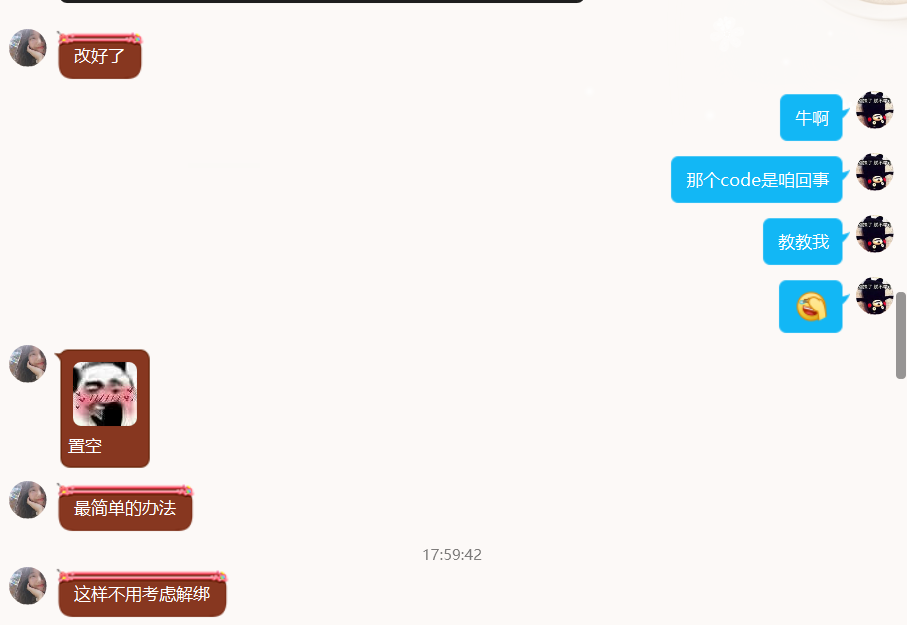 改好了
牛啊
那个code是咱回事
教教我
置空
最简单的办法
17:59:42
这样不用考虑解绑